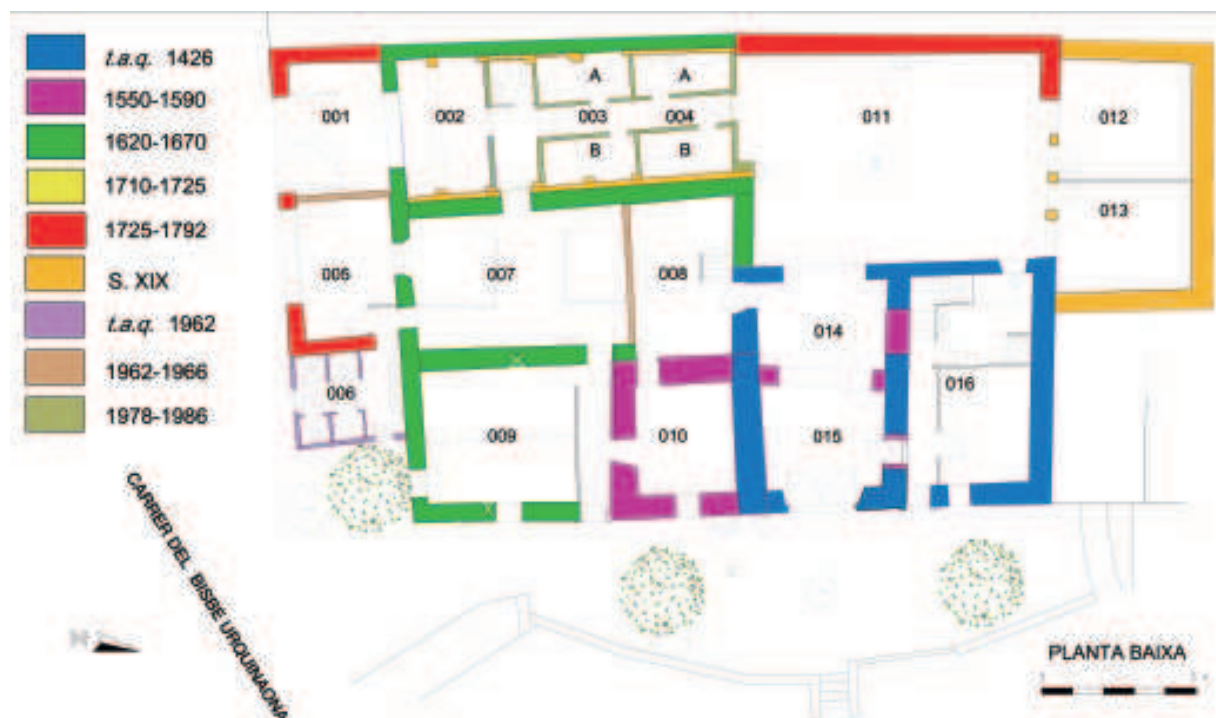 t.a.q. 1426
1550-1590
1620-1670
1710-1725
1725-1792
S. XIX
t.a.q. 1962
1962-1966
1978-1986
001
002
A
A
003
004
B
B
011
012
013
005
007
008
014
006
009
010
015
016
CARRER DEL BISBE URQUINAONA
PLANTA BAIXA